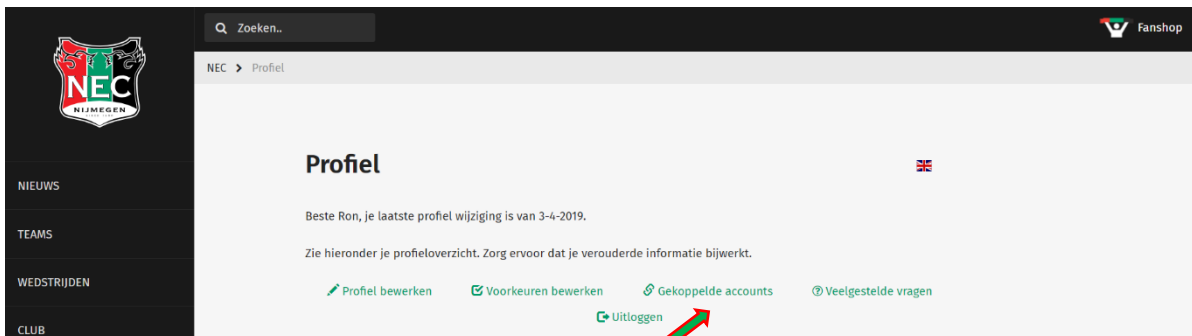 Zoeken..
Fanshop
NEC > Profiel
NEC
NIJMEGEN
Profiel
NIEUWS
Beste Ron, je laatste profiel wijziging is van 3-4-2019.
TEAMS
Zie hieronder je profieloverzicht. Zorg ervoor dat je verouderde informatie bijwerkt.
WEDSTRIJDEN
Profiel bewerken Voorkeuren bewerken Gekoppelde accounts Veelgestelde vragen
Uitloggen
CLUB